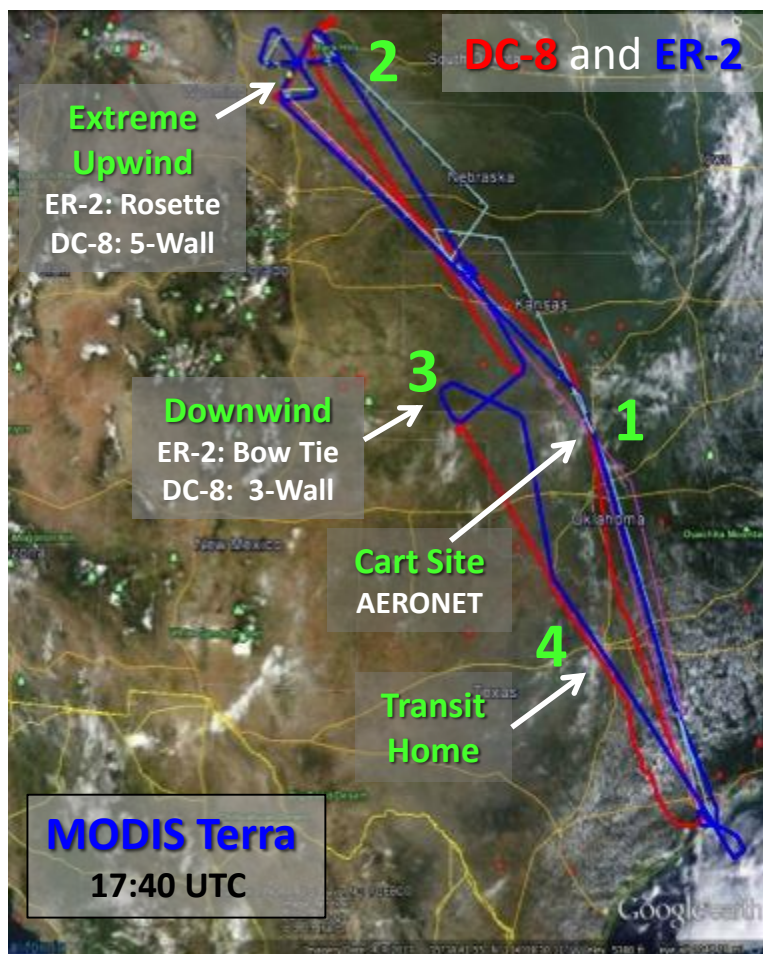 DC-8 and ER-2
2
Extreme
Upwind
ER-2: Rosette
DC-8: 5-Wall
Nebraska
Iowa
Kansas
3
Downwind
ER-2: Bow Tie
DC-8: 3-Wall
1
Oklahoma
New Mexico
Cart Site
AERONET
4
Texas
Transit
Home
MODIS Terra
17:40 UTC
Google earth